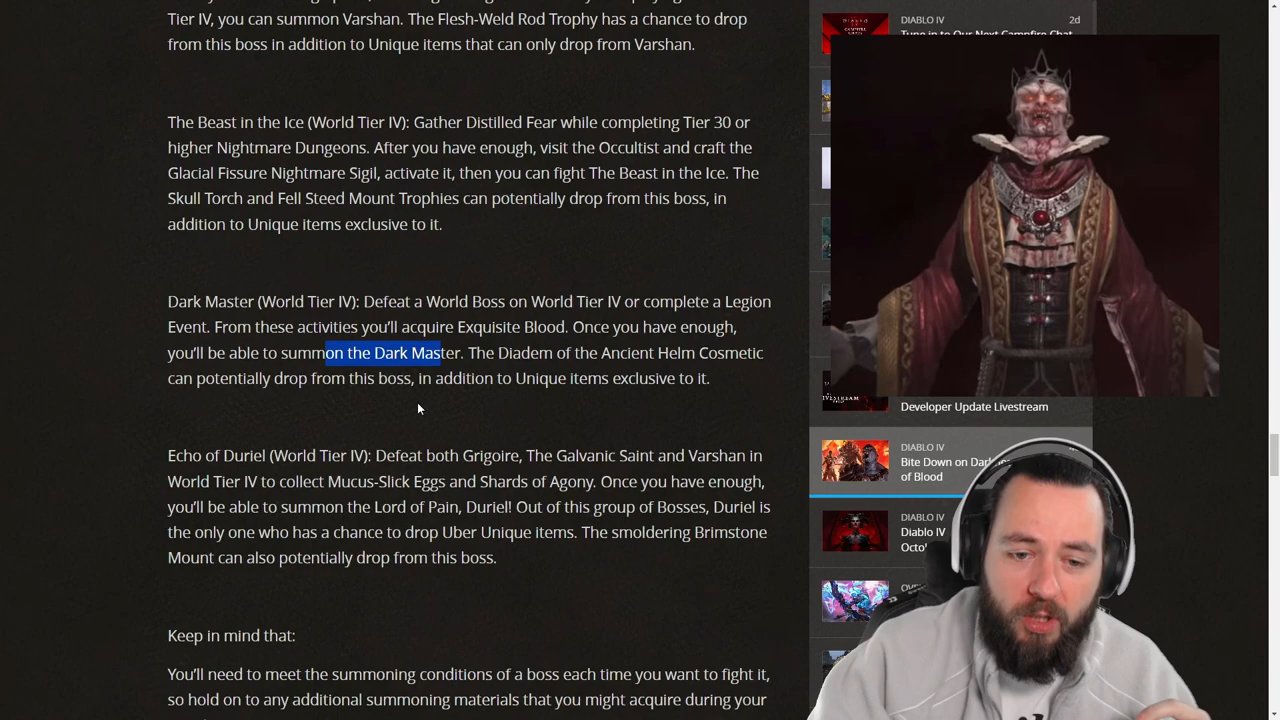 Tier IV, you can summon Varshan. The Flesh-Weld Rod Trophy has a chance to drop
from this boss in addition to Unique items that can only drop from Varshan.
The Beast in the Ice (World Tier IV): Gather Distilled Fear while completing Tier 30 or
higher Nightmare Dungeons. After you have enough, visit the Occultist and craft the
Glacial Fissure Nightmare Sigil, activate it, then you can fight The Beast in the Ice. The
Skull Torch and Fell Steed Mount Trophies can potentially drop from this boss, in
addition to Unique items exclusive to it.
Dark Master (World Tier IV): Defeat a World Boss on World Tier IV or complete a Legion
Event. From these activities you’ll acquire Exquisite Blood. Once you have enough,
you’ll be able to summon the Dark Master. The Diadem of the Ancient Helm Cosmetic
can potentially drop from this boss, in addition to Unique items exclusive to it.
Echo of Duriel (World Tier IV): Defeat both Grigoire, The Galvanic Saint and Varshan in
World Tier IV to collect Mucus-Slick Eggs and Shards of Agony. Once you have enough,
you’ll be able to summon the Lord of Pain, Duriel! Out of this group of Bosses, Duriel is
the only one who has a chance to drop Uber Unique items. The smoldering Brimstone
Mount can also potentially drop from this boss.
Keep in mind that:
You’ll need to meet the summoning conditions of a boss each time you want to fight it,
so hold on to any additional summoning materials that you might acquire during your
DIABLO IV 2d
Tune in to Our Next Campfire Chat
Developer Update Livestream
DIABLO IV
Bite Down on Dark
of Blood
DIABLO IV
Diablo IV
Octo